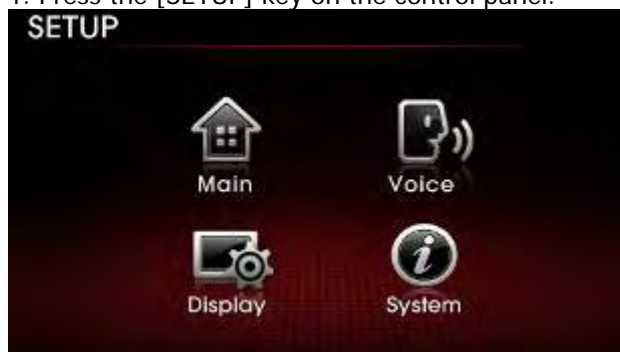 1. Press the [SETUP] key on the control panel.
SETUP
Main
Voice
Display
System